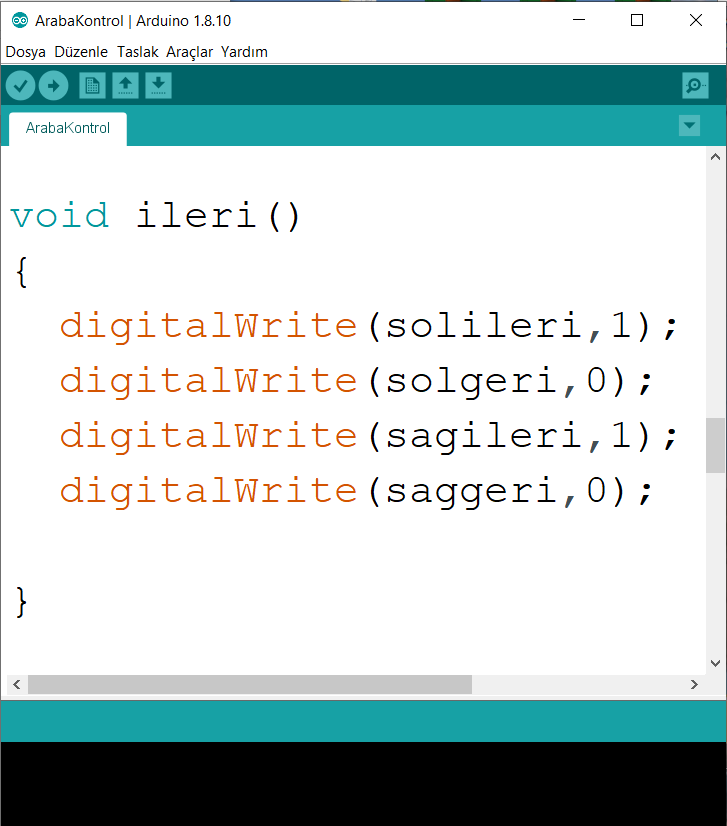 ArabaKontrol | Arduino 1.8.10
Dosya Düzenle Taslak Araçlar Yardım
ArabaKontrol
void ileri()
{
  digitalWrite(solileri,1);
  digitalWrite(solgeri,0);
  digitalWrite(sagileri,1);
  digitalWrite(saggeri,0);
}